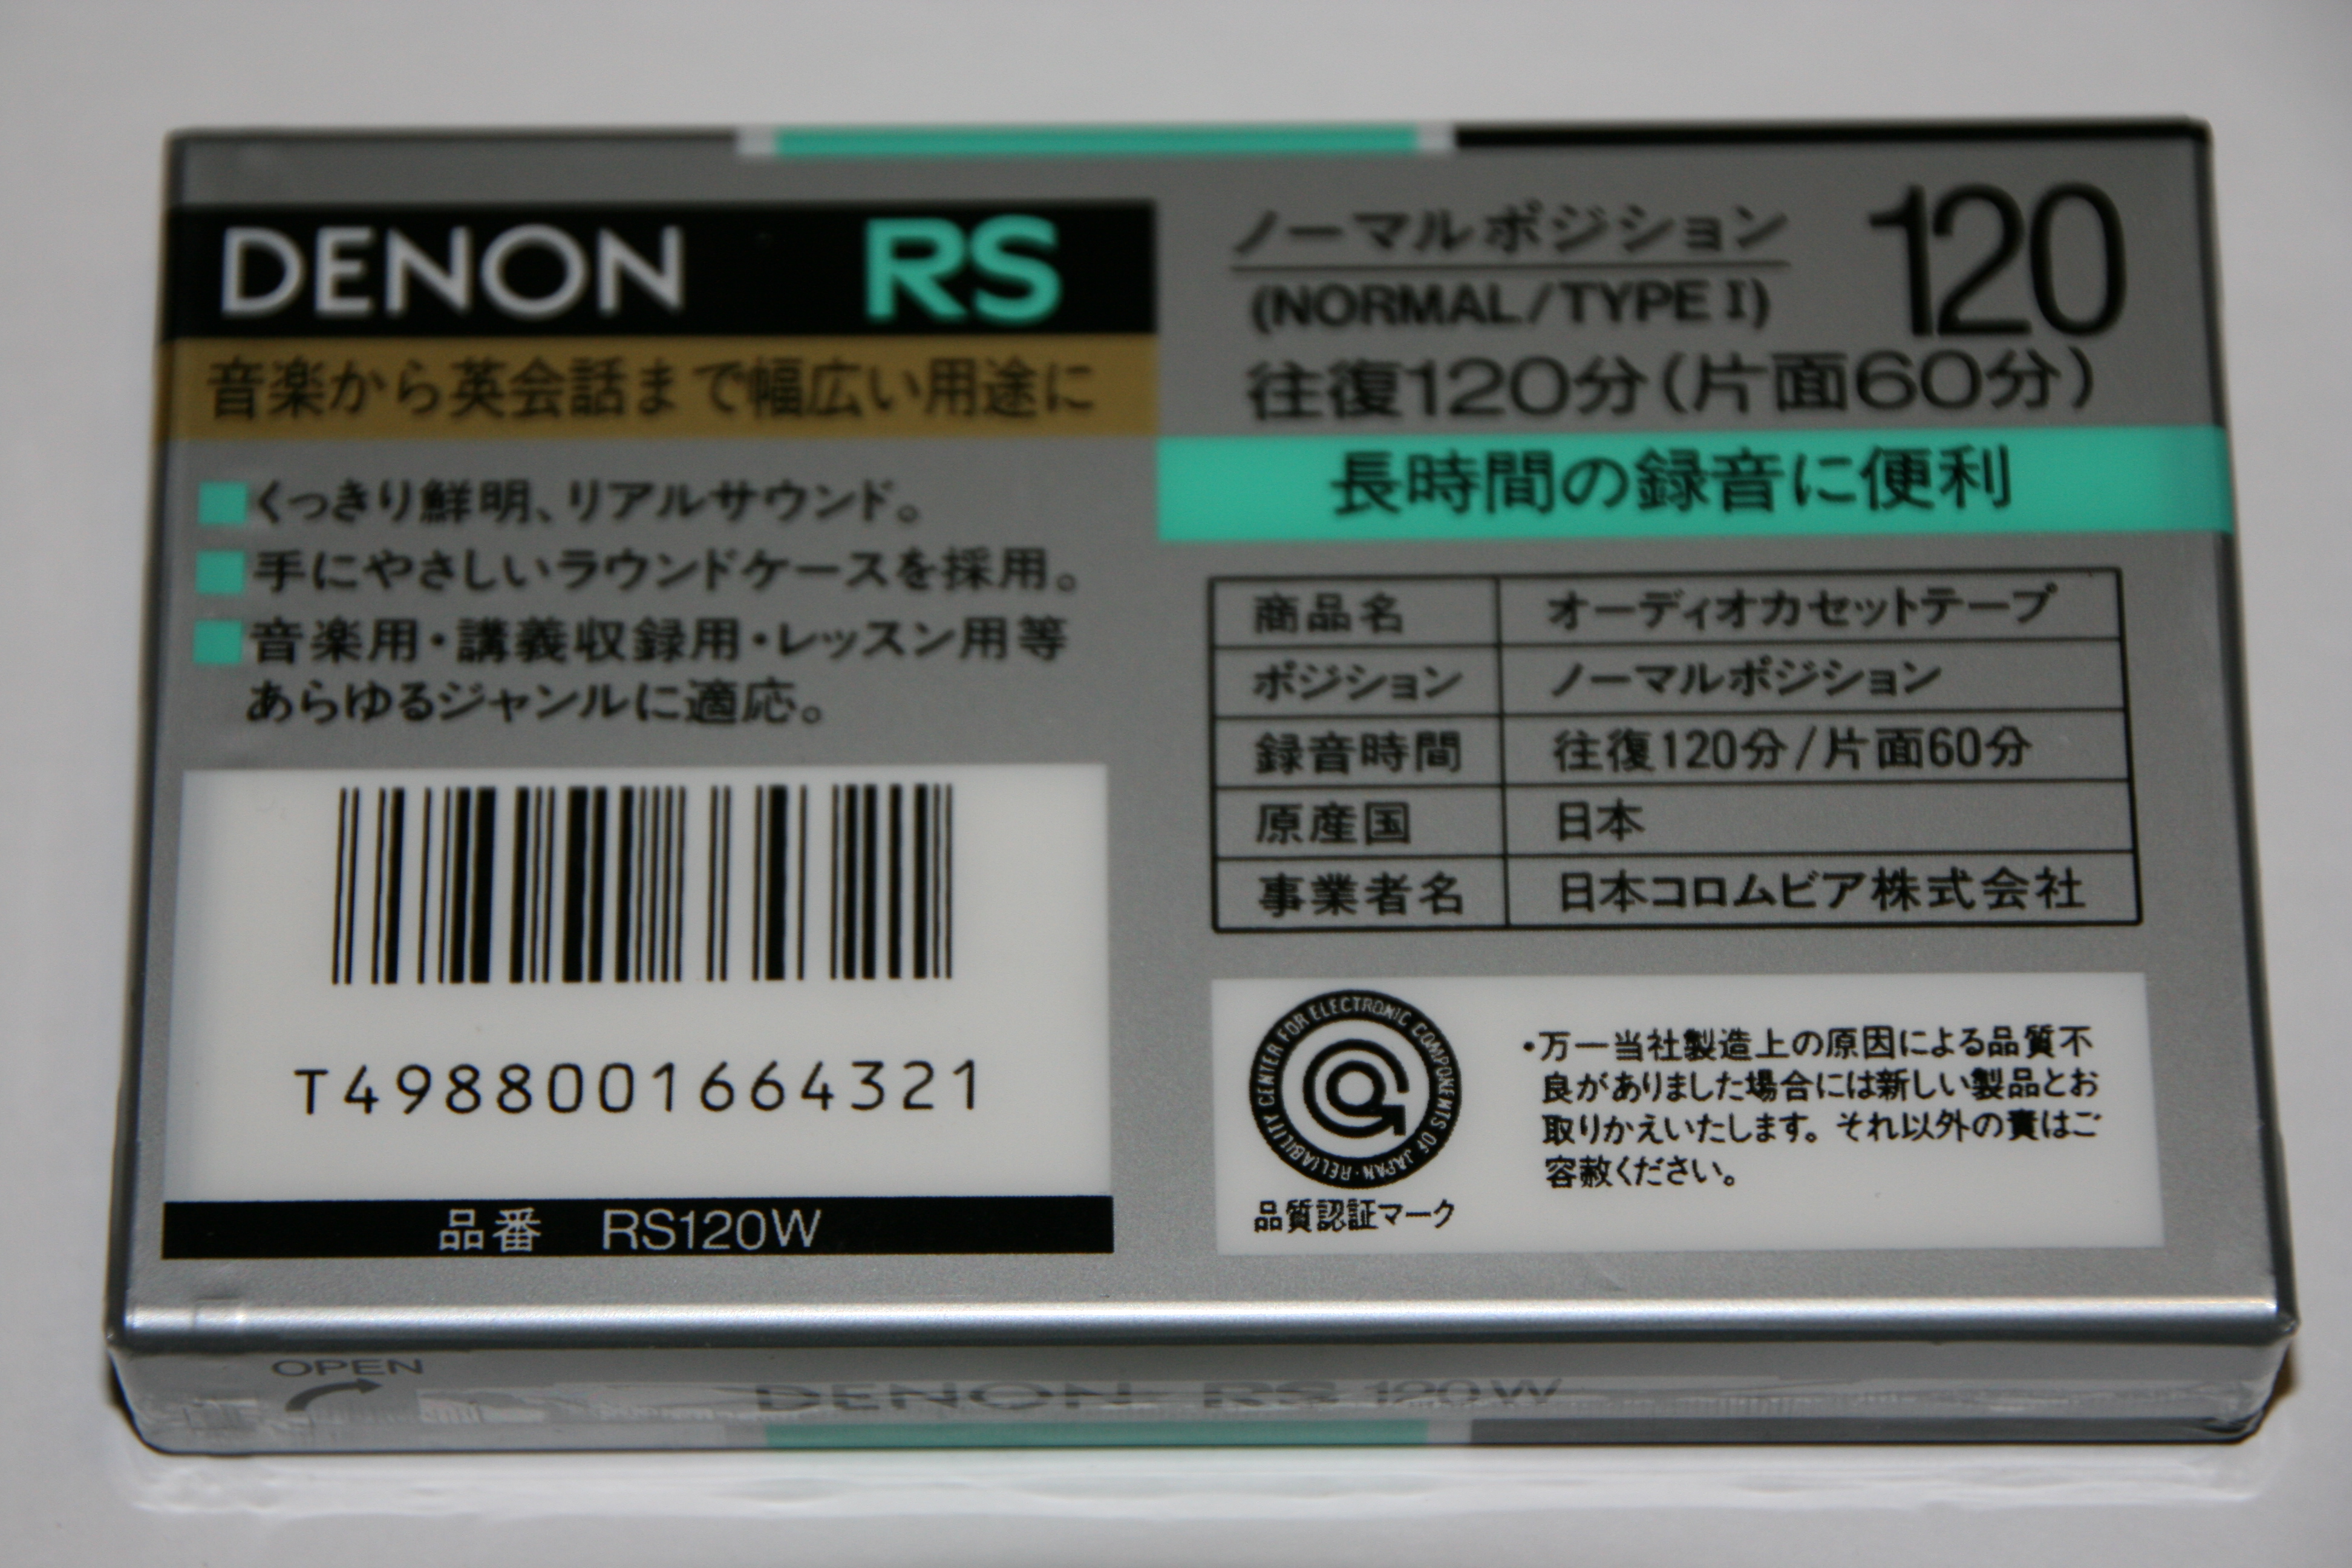 DENON RS
音楽から英会話まで幅広い用途に
■くっきり鮮明、リアルサウンド。
■手にやさしいラウンドケースを採用。
■音楽用・講義収録用・レッスン用等
あらゆるジャンルに適応。
T4988001664321
品番 RS120W
ノーマルポジション
(NORMAL/TYPE I)
120
往復120分(片面60分)
長時間の録音に便利
商品名 オーディオカセットテープ
ポジション ノーマルポジション
録音時間 往復120分/片面60分
原産国 日本
事業者名 日本コロムビア株式会社
RELIABILITY CENTER FOR ELECTRONIC COMPONENTS OF JAPAN・
品質認証マーク
・万一当社製造上の原因による品質不
良がありました場合には新しい製品とお
取りかえいたします。それ以外の責はご
容赦ください。
OPEN
DENON RS 120W